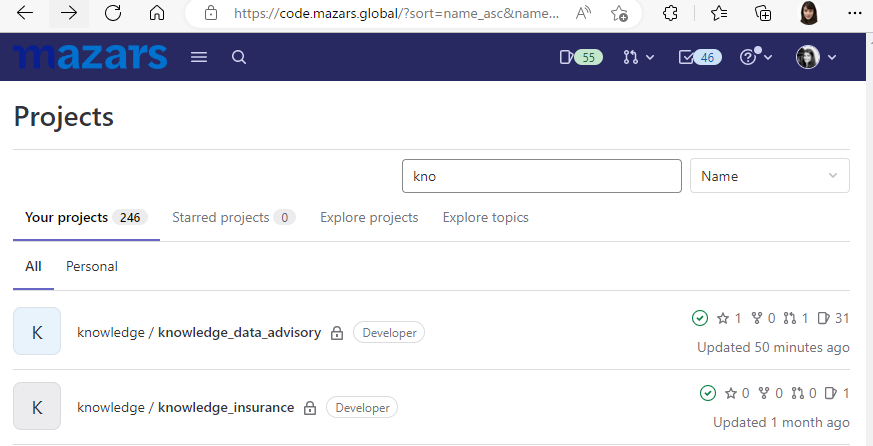 https://code.mazars.global/?sort=name_asc&name...
mazars 55 46
Projects
kno Name
Your projects 246 Starred projects 0 Explore projects Explore topics
All Personal
K knowledge / knowledge_data_advisory Developer 1 0 1 31
Updated 50 minutes ago
K knowledge / knowledge_insurance Developer 0 0 0 1
Updated 1 month ago